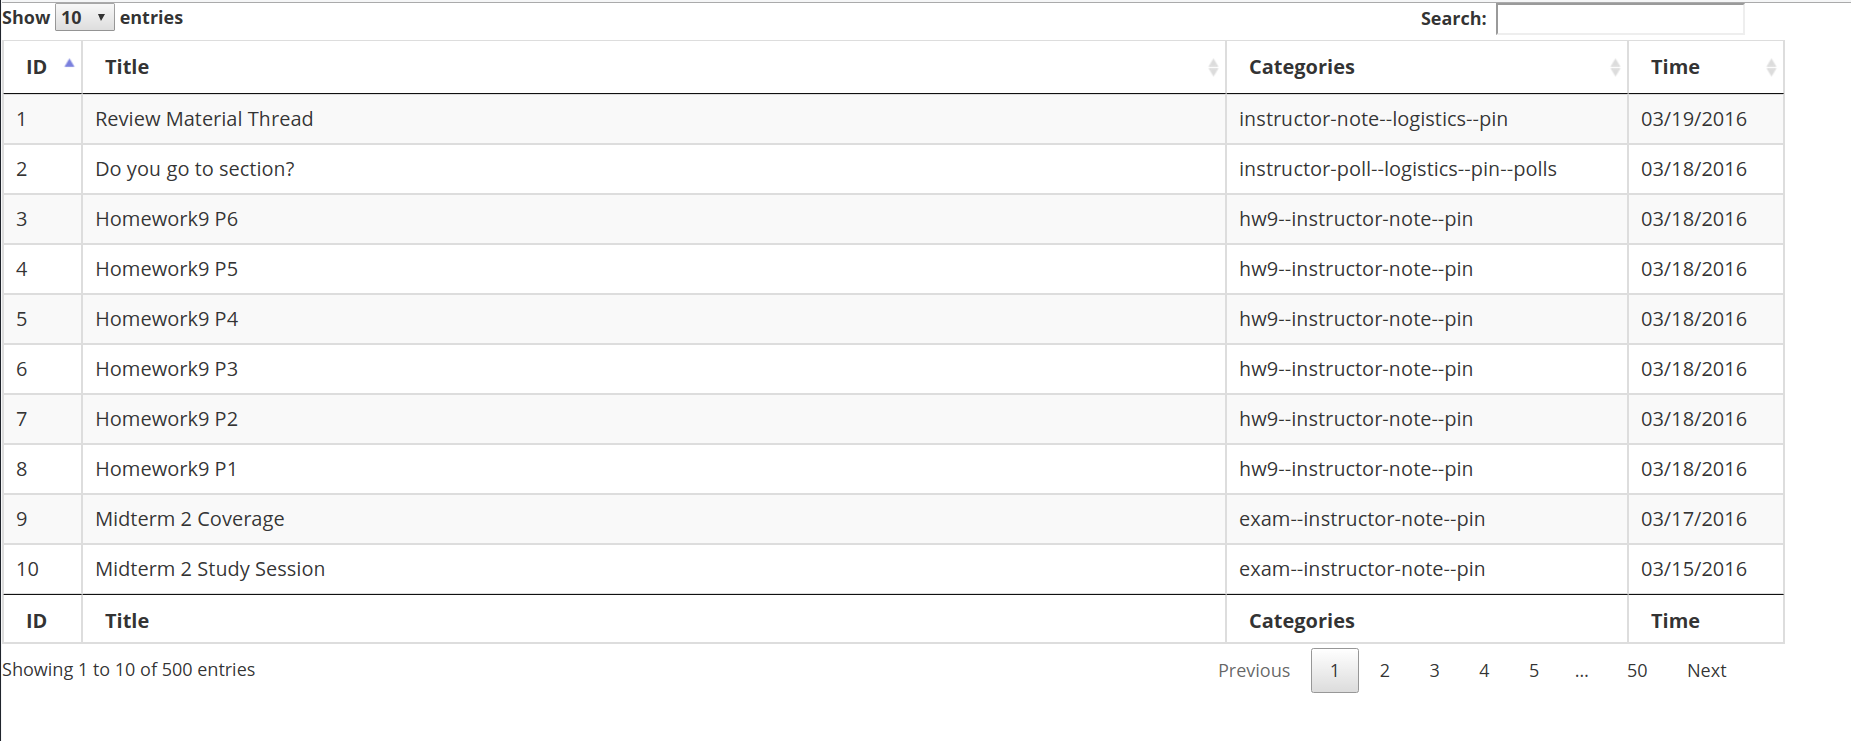 Show 10 entries Search:
ID Title Categories Time
1 Review Material Thread instructor-note--logistics--pin 03/19/2016
2 Do you go to section? instructor-poll--logistics--pin--polls 03/18/2016
3 Homework9 P6 hw9--instructor-note--pin 03/18/2016
4 Homework9 P5 hw9--instructor-note--pin 03/18/2016
5 Homework9 P4 hw9--instructor-note--pin 03/18/2016
6 Homework9 P3 hw9--instructor-note--pin 03/18/2016
7 Homework9 P2 hw9--instructor-note--pin 03/18/2016
8 Homework9 P1 hw9--instructor-note--pin 03/18/2016
9 Midterm 2 Coverage exam--instructor-note--pin 03/17/2016
10 Midterm 2 Study Session exam--instructor-note--pin 03/15/2016
ID Title Categories Time
Showing 1 to 10 of 500 entries Previous 1 2 3 4 5 ... 50 Next